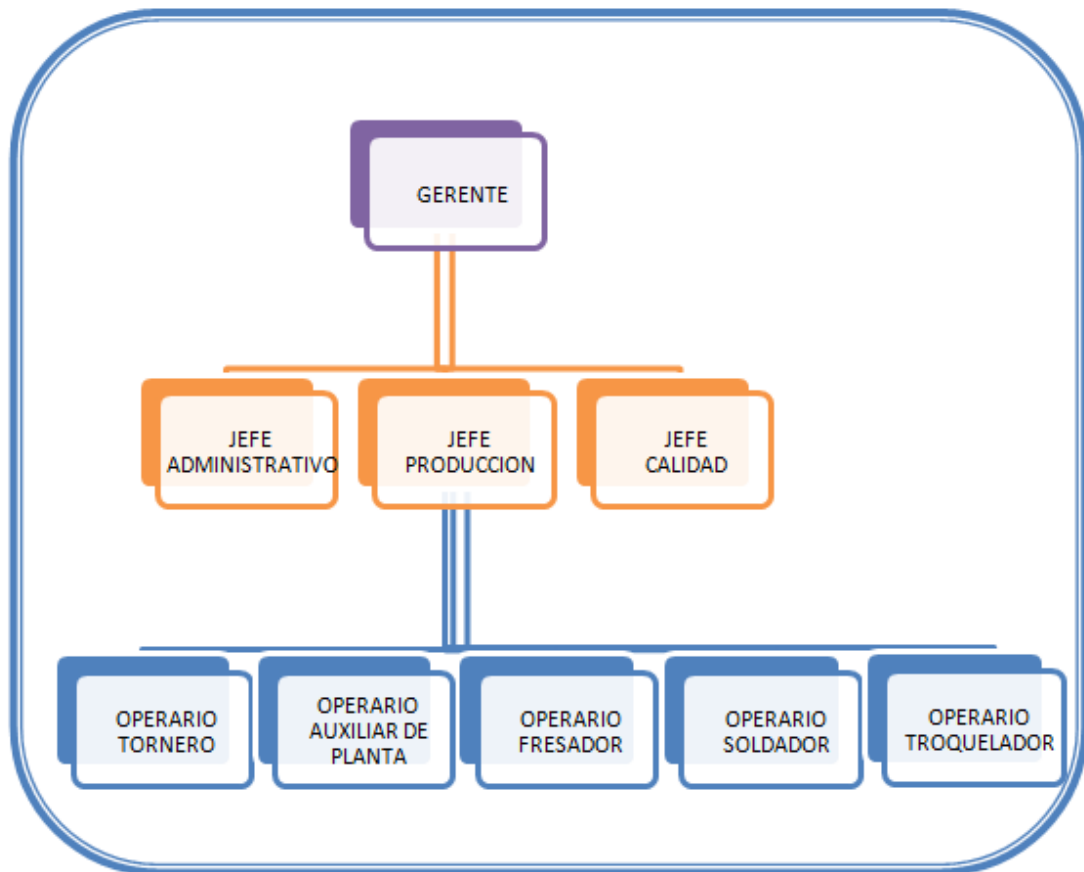 GERENTE
JEFE
ADMINISTRATIVO
JEFE
PRODUCCION
JEFE
CALIDAD
OPERARIO
TORNERO
OPERARIO
AUXILIAR DE
PLANTA
OPERARIO
FRESADOR
OPERARIO
SOLDADOR
OPERARIO
TROQUELADOR